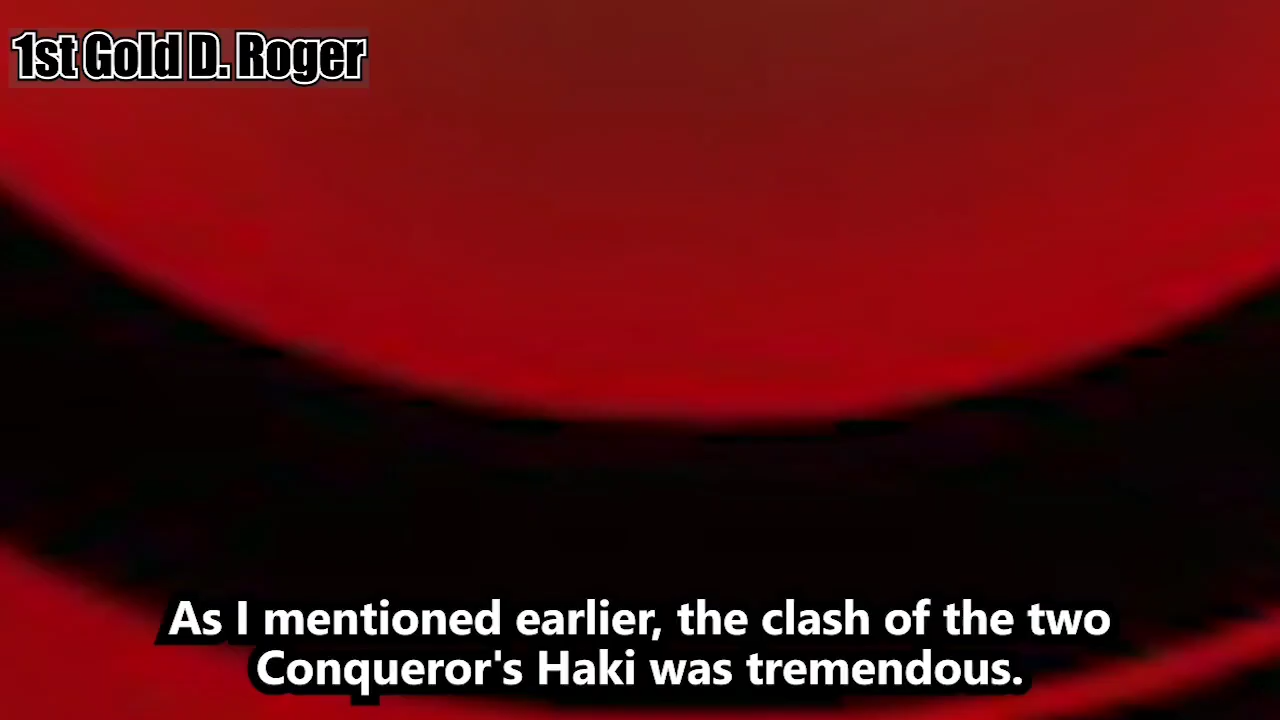 1st Gold D. Roger
As I mentioned earlier, the clash of the two
Conqueror's Haki was tremendous.